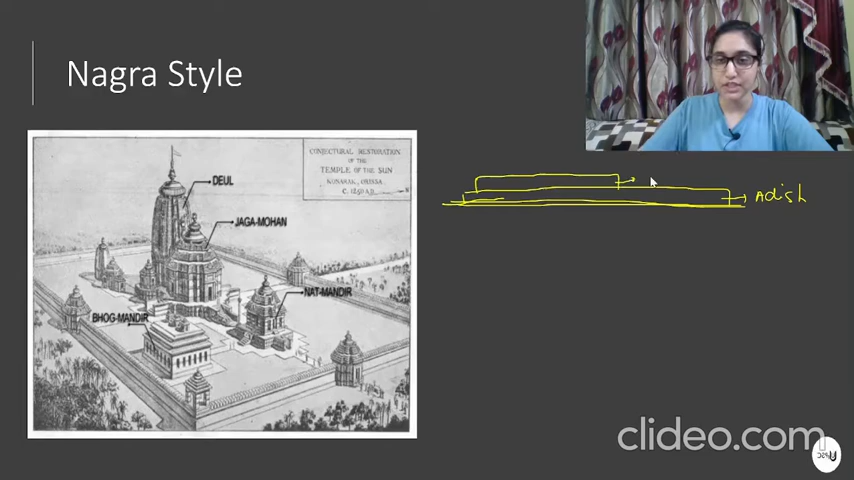 Nagra Style
CONJECTURAL RESTORATION
OF THE
TEMPLE OF THE SUN
KONARAK, ORISSA
C. 1250 A.D.
DEUL
JAGA-MOHAN
NAT-MANDIR
BHOG-MANDIR
Adish
clideo.com